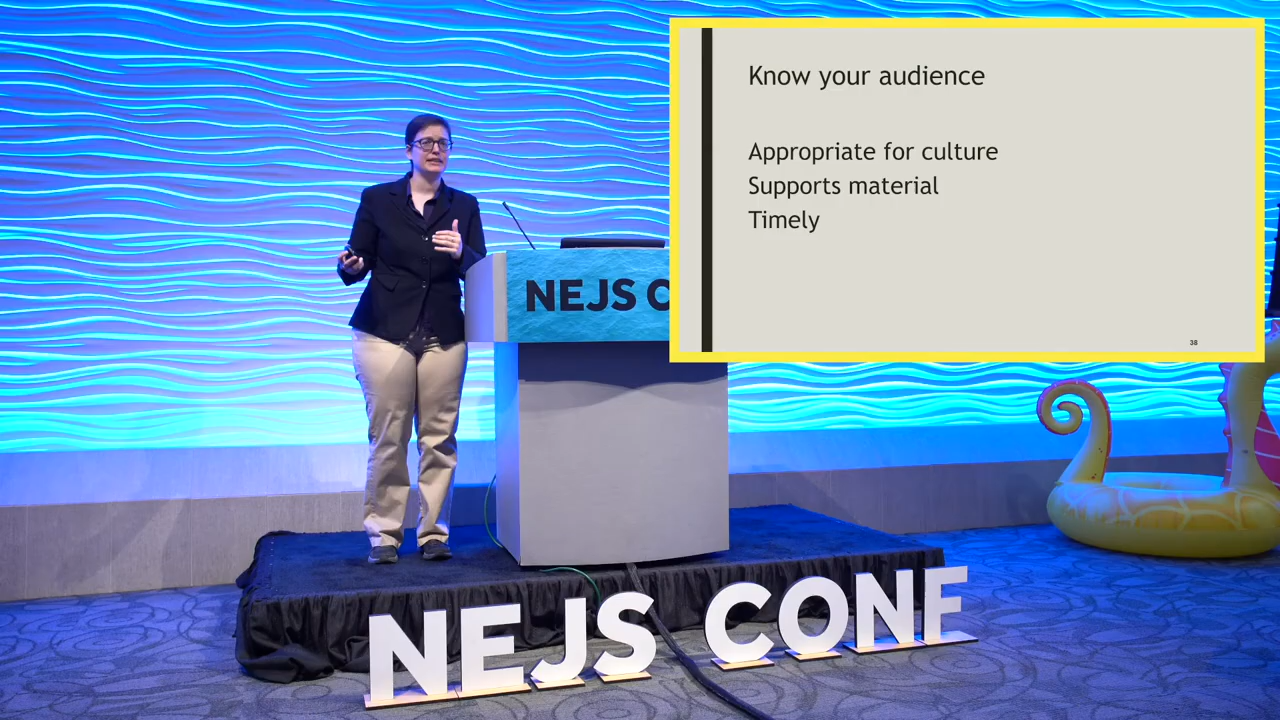 Know your audience
Appropriate for culture
Supports material
Timely
38
NEJS C
NEJS CONF